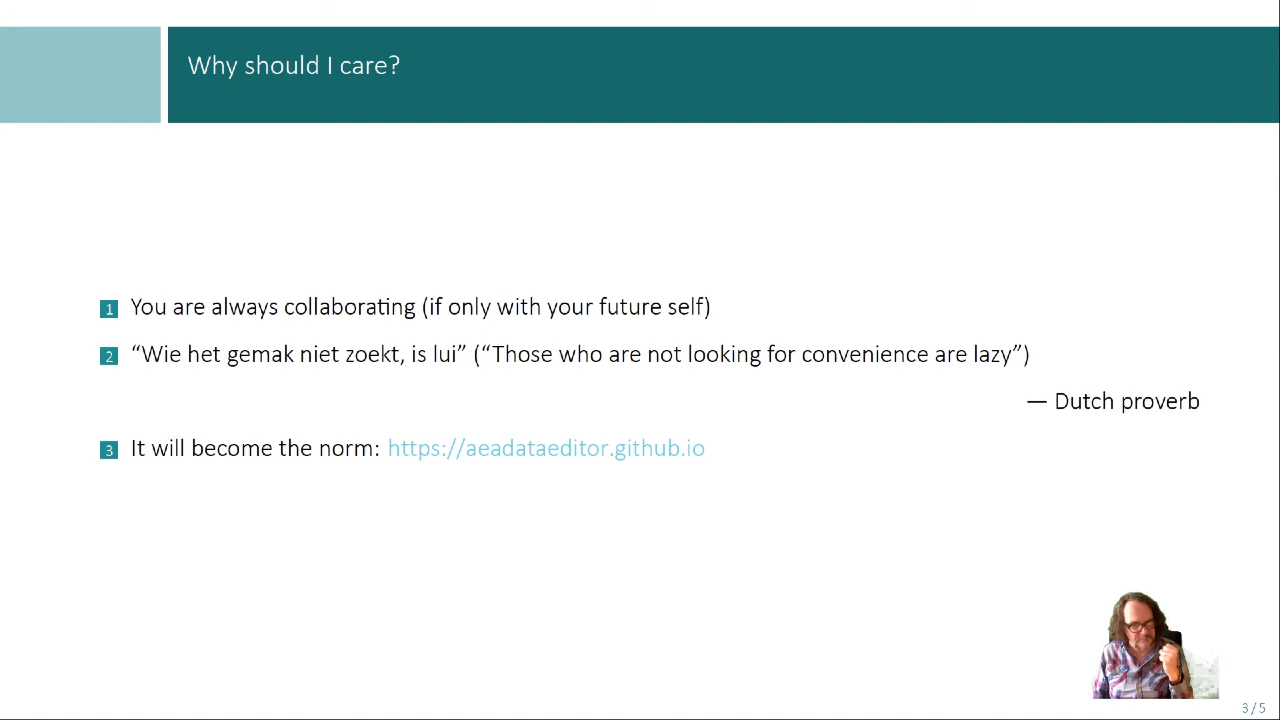 Why should I care?
1 You are always collaborating (if only with your future self)
2 “Wie het gemak niet zoekt, is lui” (“Those who are not looking for convenience are lazy”)
— Dutch proverb
3 It will become the norm: https://aeadataeditor.github.io
3 / 5